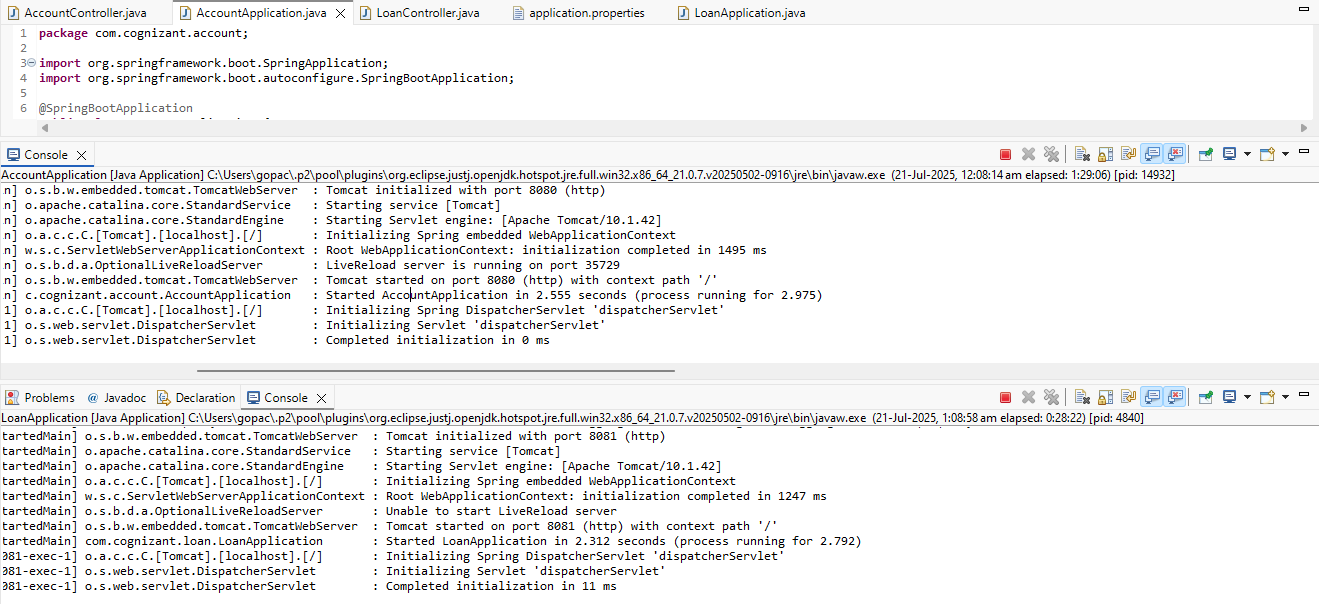 AccountController.java AccountApplication.java LoanController.java application.properties LoanApplication.java
1 package com.cognizant.account;
2
3 import org.springframework.boot.SpringApplication;
4 import org.springframework.boot.autoconfigure.SpringBootApplication;
5
6 @SpringBootApplication
Console
AccountApplication [Java Application] C:\Users\gopac\.p2\pool\plugins\org.eclipse.justj.openjdk.hotspot.jre.full.win32.x86_64_21.0.7.v20250502-0916\jre\bin\javaw.exe (21-Jul-2025, 12:08:14 am elapsed: 1:29:06) [pid: 14932]
n] o.s.b.w.embedded.tomcat.TomcatWebServer : Tomcat initialized with port 8080 (http)
n] o.apache.catalina.core.StandardService : Starting service [Tomcat]
n] o.apache.catalina.core.StandardEngine : Starting Servlet engine: [Apache Tomcat/10.1.42]
n] o.a.c.c.C.[Tomcat].[localhost].[/] : Initializing Spring embedded WebApplicationContext
n] w.s.c.ServletWebServerApplicationContext : Root WebApplicationContext: initialization completed in 1495 ms
n] o.s.b.d.a.OptionalLiveReloadServer : LiveReload server is running on port 35729
n] o.s.b.w.embedded.tomcat.TomcatWebServer : Tomcat started on port 8080 (http) with context path '/'
n] c.cognizant.account.AccountApplication : Started AccountApplication in 2.555 seconds (process running for 2.975)
1] o.a.c.c.C.[Tomcat].[localhost].[/] : Initializing Spring DispatcherServlet 'dispatcherServlet'
1] o.s.web.servlet.DispatcherServlet : Initializing Servlet 'dispatcherServlet'
1] o.s.web.servlet.DispatcherServlet : Completed initialization in 0 ms
Problems @ Javadoc Declaration Console
LoanApplication [Java Application] C:\Users\gopac\.p2\pool\plugins\org.eclipse.justj.openjdk.hotspot.jre.full.win32.x86_64_21.0.7.v20250502-0916\jre\bin\javaw.exe (21-Jul-2025, 1:08:58 am elapsed: 0:28:22) [pid: 4840]
tartedMain] o.s.b.w.embedded.tomcat.TomcatWebServer : Tomcat initialized with port 8081 (http)
tartedMain] o.apache.catalina.core.StandardService : Starting service [Tomcat]
tartedMain] o.apache.catalina.core.StandardEngine : Starting Servlet engine: [Apache Tomcat/10.1.42]
tartedMain] o.a.c.c.C.[Tomcat].[localhost].[/] : Initializing Spring embedded WebApplicationContext
tartedMain] w.s.c.ServletWebServerApplicationContext : Root WebApplicationContext: initialization completed in 1247 ms
tartedMain] o.s.b.d.a.OptionalLiveReloadServer : Unable to start LiveReload server
tartedMain] o.s.b.w.embedded.tomcat.TomcatWebServer : Tomcat started on port 8081 (http) with context path '/'
tartedMain] com.cognizant.loan.LoanApplication : Started LoanApplication in 2.312 seconds (process running for 2.792)
081-exec-1] o.a.c.c.C.[Tomcat].[localhost].[/] : Initializing Spring DispatcherServlet 'dispatcherServlet'
081-exec-1] o.s.web.servlet.DispatcherServlet : Initializing Servlet 'dispatcherServlet'
081-exec-1] o.s.web.servlet.DispatcherServlet : Completed initialization in 11 ms